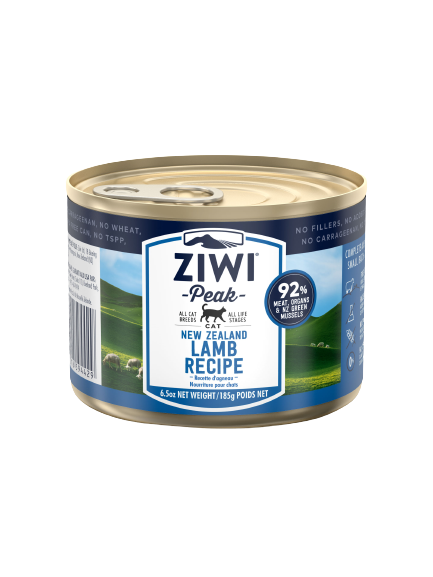 AGEENAN, NO WHEAT,
NO TSPP,
NO FILLERS, NO
NO CARRAGEENAN,
ZIWI
Peak
ALL CAT BREEDS
ALL LIFE STAGES
CAT
92%
MEAT, ORGANS
& NZ GREEN
MUSSELS
NEW ZEALAND
LAMB
RECIPE
Recette d'agneau
Nourriture pour chats
6.5oz NET WEIGHT/185g POIDS NET